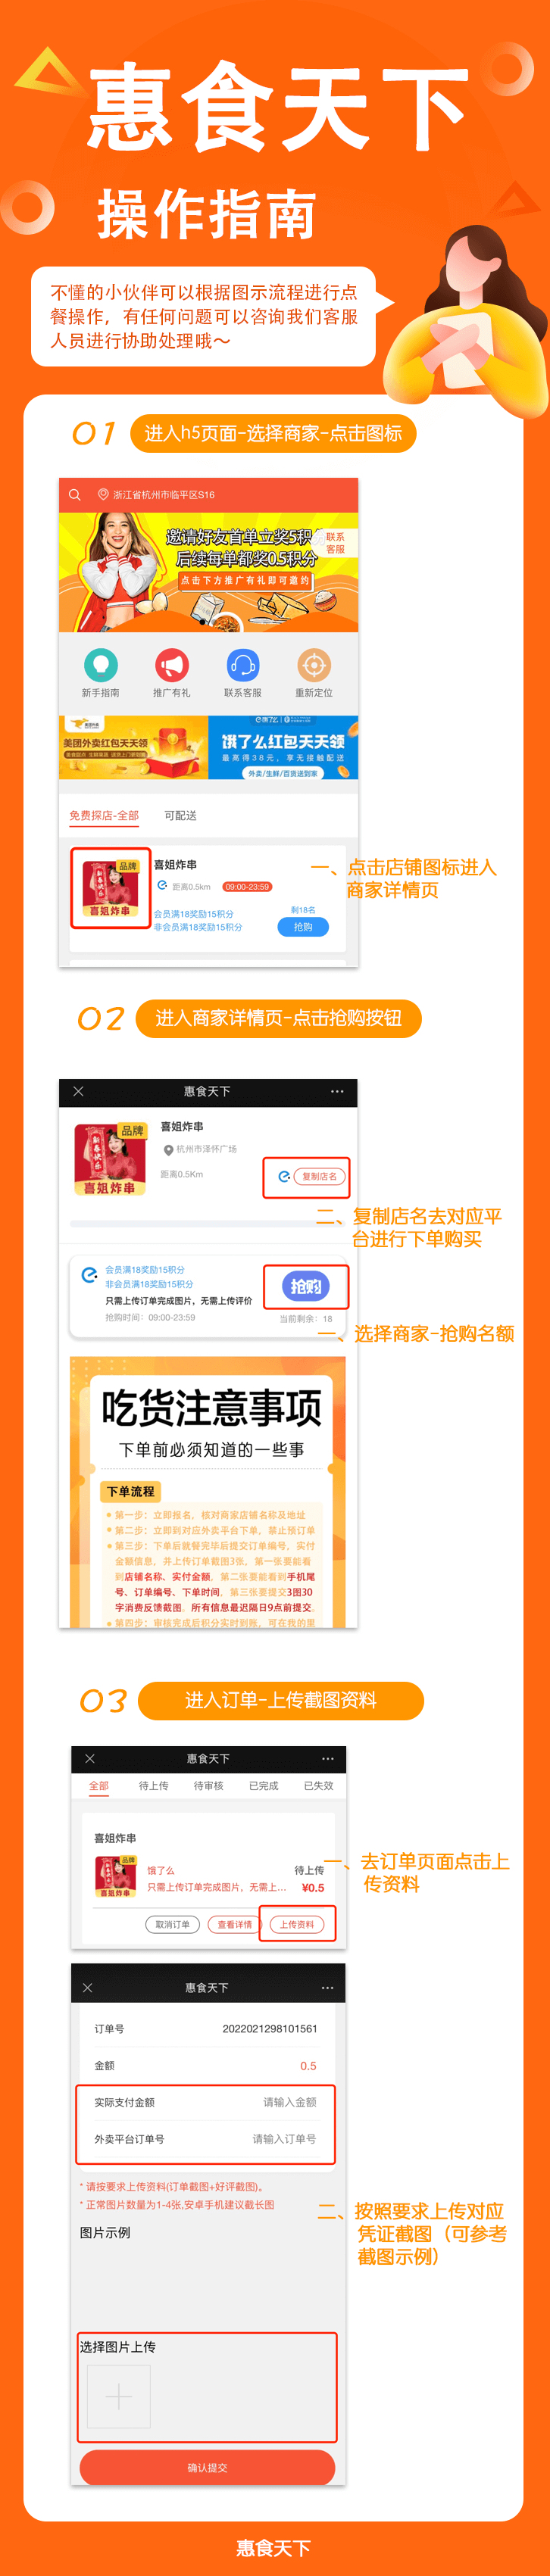 惠食天下
操作指南
不懂的小伙伴可以根据图示流程进行点
餐操作，有任何问题可以咨询我们客服
人员进行协助处理哦～
01
进入h5页面-选择商家-点击图标
浙江省杭州市临平区S16
邀请好友首单立奖5积分
联系
客服
后续每单都奖0.5积分
点击下方推广有礼即可邀约
新手指南
推广有礼
联系客服
重新定位
美团外卖红包天天领
饿了么红包天天领
最高得38元，享无接触配送
外卖/生鲜/百货送到家
免费探店-全部
可配送
品牌
新春快乐
喜姐炸串
喜姐炸串
距离0.5km
09:00-23:59
会员满18奖励15积分
非会员满18奖励15积分
剩18名
抢购
一、点击店铺图标进入
商家详情页
02
进入商家详情页-点击抢购按钮
惠食天下
品牌
新春快乐
喜姐炸串
喜姐炸串
杭州市泽怀广场
距离0.5Km
复制店名
二、复制店名去对应平
台进行下单购买
会员满18奖励15积分
非会员满18奖励15积分
只需上传订单完成图片，无需上传评价
抢购时间：09:00-23:59
抢购
当前剩余：18
一、选择商家-抢购名额
吃货注意事项
下单前必须知道的一些事
下单流程
第一步：立即报名，核对商家店铺名称及地址
第二步：立即到对应外卖平台下单，禁止预订单
第三步：下单后就餐完毕后提交订单编号，实付
金额信息，并上传订单截图3张，第一张要能看
到店铺名称、实付金额，第二张要能看到手机尾
号、订单编号、下单时间，第三张要提交3图30
字消费反馈截图，所有信息最迟隔日9点前提交。
第四步：审核完成后积分实时到账，可在我的里
03
进入订单-上传截图资料
惠食天下
全部
待上传
待审核
已完成
已失效
喜姐炸串
品牌
喜姐炸串
饿了么
待上传
只需上传订单完成图片，无需上...
¥0.5
取消订单
查看详情
上传资料
一、去订单页面点击上
传资料
惠食天下
订单号
2022021298101561
金额
0.5
实际支付金额
请输入金额
外卖平台订单号
请输入订单号
* 请按要求上传资料(订单截图+好评截图)。
* 正常图片数量为1-4张,安卓手机建议截长图
图片示例
二、按照要求上传对应
凭证截图（可参考
截图示例）
选择图片上传
确认提交
惠食天下